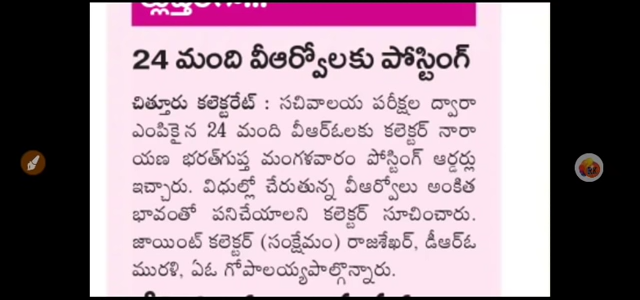 24 మంది వీఆర్వోలకు పోస్టింగ్
చిత్తూరు కలెక్టరేట్ : సచివాలయ పరీక్షల ద్వారా
ఎంపికైన 24 మంది వీఆర్ఓలకు కలెక్టర్ నారా
యణ భరత్‌గుప్త మంగళవారం పోస్టింగ్ ఆర్డర్లు
ఇచ్చారు. విధుల్లో చేరుతున్న వీఆర్వోలు అంకిత
భావంతో పనిచేయాలని కలెక్టర్ సూచించారు.
జాయింట్ కలెక్టర్ (సంక్షేమం) రాజశేఖర్, డీఆర్ఓ
మురళి, ఏఓ గోపాలయ్యపాల్గొన్నారు.